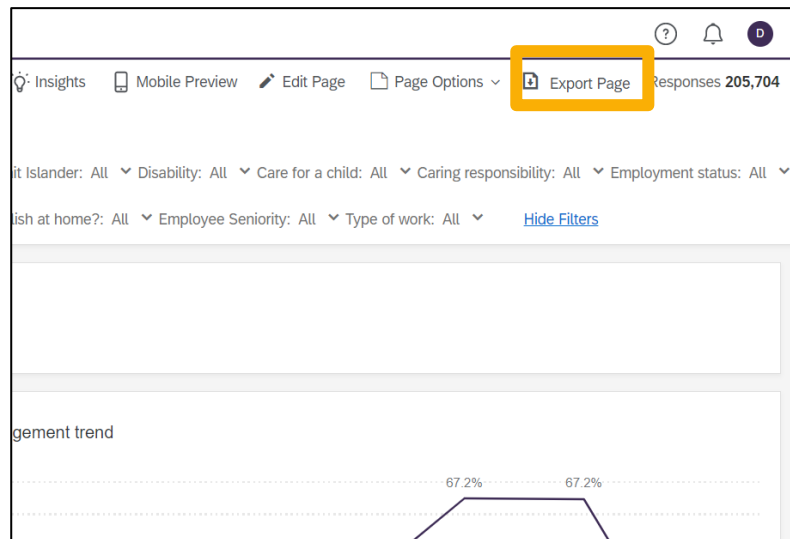 D
Insights Mobile Preview Edit Page Page Options Export Page Responses 205,704
it Islander: All Disability: All Care for a child: All Caring responsibility: All Employment status: All
lish at home?: All Employee Seniority: All Type of work: All Hide Filters
gement trend
67.2% 67.2%